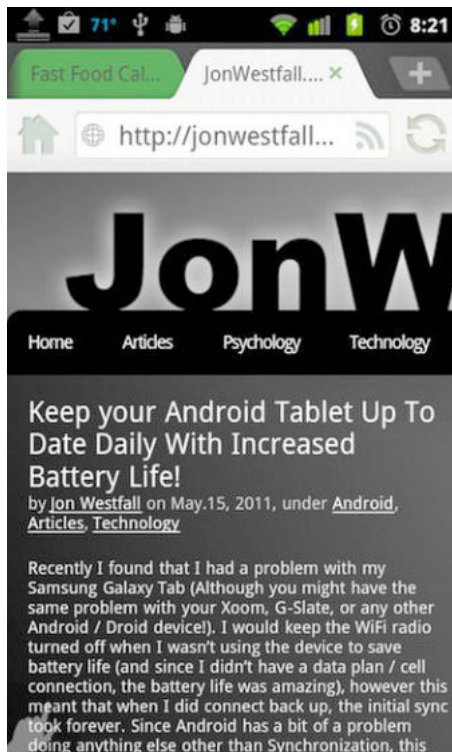 71° 8:21
Fast Food Cal... JonWestfall....
http://jonwestfall...
JonW
Home Articles Psychology Technology
Keep your Android Tablet Up To
Date Daily With Increased
Battery Life!
by Jon Westfall on May.15, 2011, under Android,
Articles, Technology
Recently I found that I had a problem with my
Samsung Galaxy Tab (Although you might have the
same problem with your Xoom, G-Slate, or any other
Android / Droid device!). I would keep the WiFi radio
turned off when I wasn't using the device to save
battery life (and since I didn't have a data plan / cell
connection, the battery life was amazing), however this
meant that when I did connect back up, the initial sync
took forever. Since Android has a bit of a problem
doing anything else other than Synchronization, this